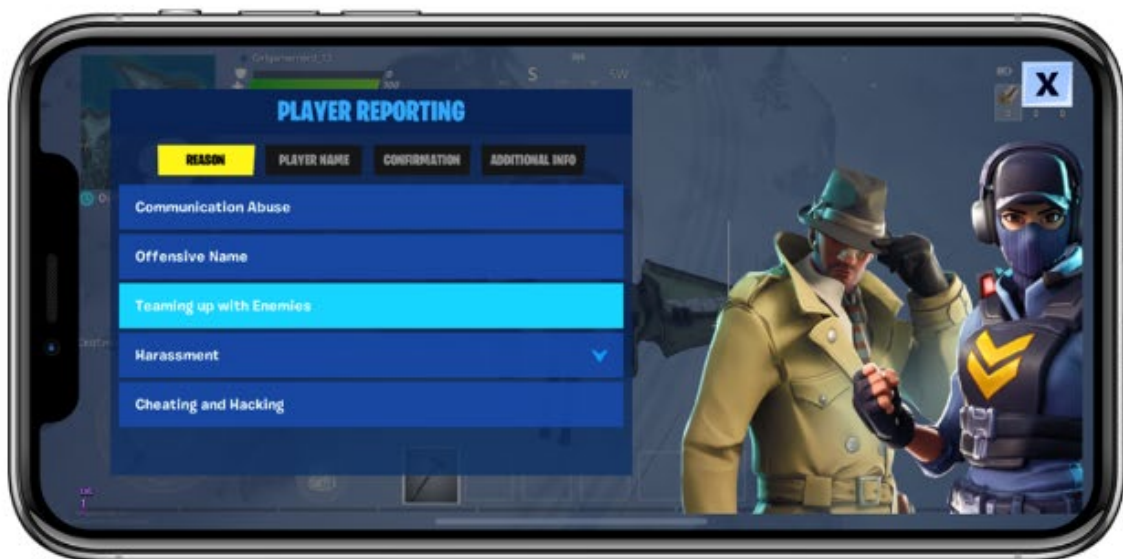 S
SW
X
PLAYER REPORTING
REASON
PLAYER NAME
CONFIRMATION
ADDITIONAL INFO
Communication Abuse
Offensive Name
Teaming up with Enemies
Harassment
Cheating and Hacking